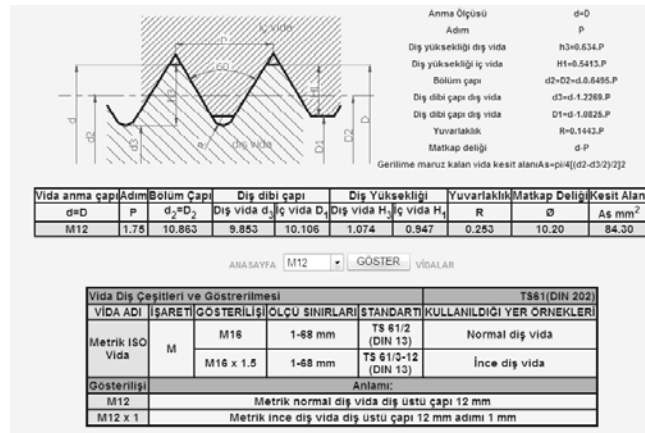 Anma Ölçüsü d=D
Adım P
Diş yüksekliği dış vida h3=0.634.P
Diş yüksekliği iç vida H1=0.5413.P
Bölüm çapı d2=D2=d.0.6495.P
Diş dibi çapı dış vida d3=d-1.2269.P
Diş dibi çapı dış vida D1=d-1.0825.P
Yuvarlaklık R=0.1443.P
Matkap deliği d-P
Gerilime maruz kalan vida kesit alanıAs=pi/4[(d2-d3/2)/2]2
iç vida
P
60
H3
H1
R
dış vida
d
d2
d3
D1
D2
D
Vida anma çapı Adım Bölüm Çapı Diş dibi çapı Diş Yüksekliği Yuvarlaklık Matkap Deliği Kesit Alan
d=D P d2=D2 Dış vida d3 İç vida D1 Dış vida H3 İç vida H1 R Ø As mm2
M12 1.75 10.863 9.853 10.106 1.074 0.947 0.253 10.20 84.30
ANASAYFA M12 GÖSTER VİDALAR
Vida Diş Çeşitleri ve Göstrerilmesi TS61(DIN 202)
VİDA ADI İŞARETİ GÖSTERİLİŞİ ÖLÇÜ SINIRLARI STANDARTI KULLANILDIĞI YER ÖRNEKLERİ
Metrik ISO Vida M M16 1-68 mm TS 61/2 (DIN 13) Normal diş vida
M16 x 1.5 1-68 mm TS 61/3-12 (DIN 13) İnce diş vida
Gösterilişi Anlamı:
M12 Metrik normal diş vida diş üstü çapı 12 mm
M12 x 1 Metrik ince diş vida diş üstü çapı 12 mm adımı 1 mm